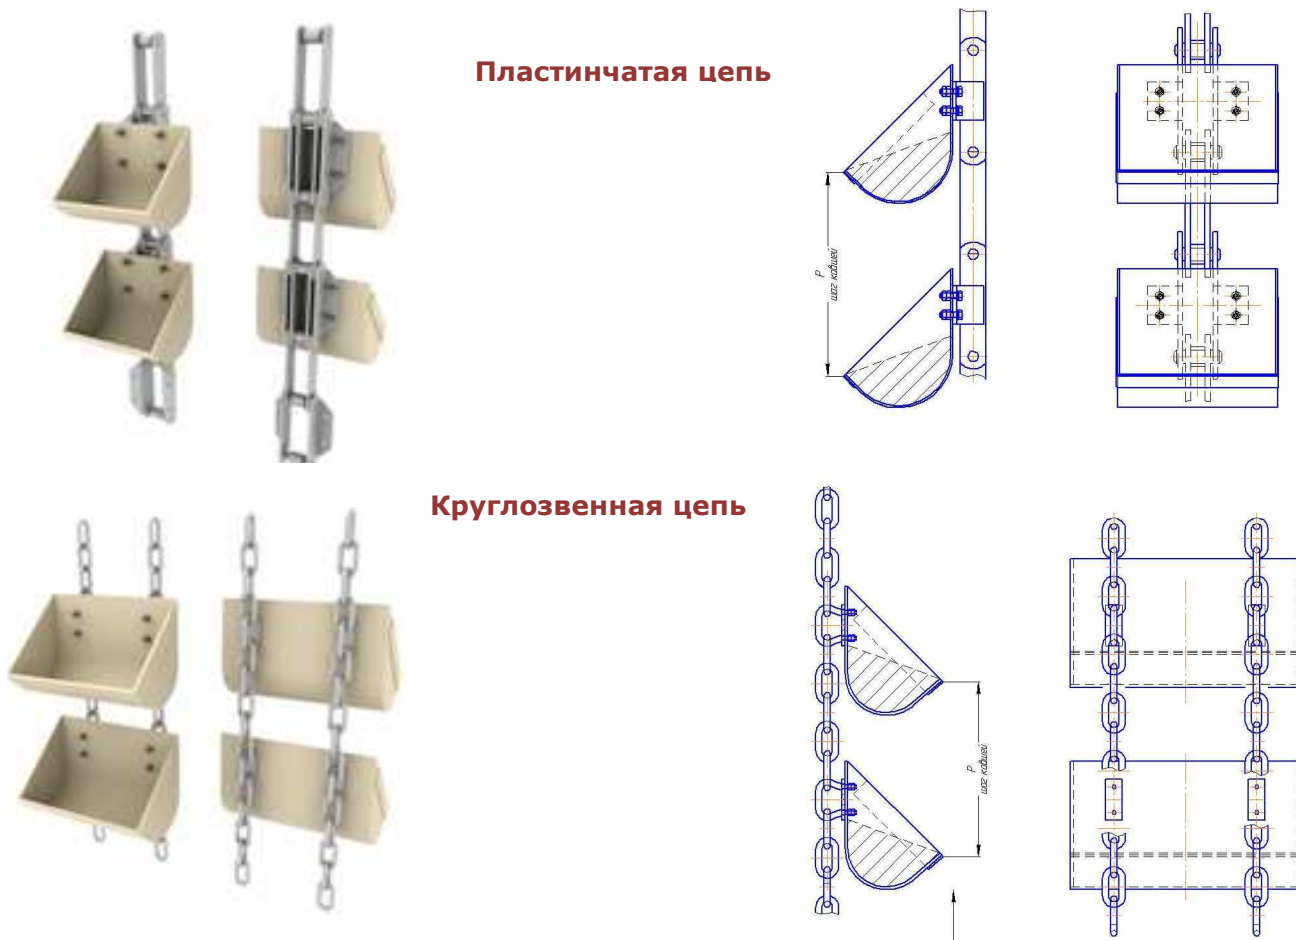 Пластинчатая цепь
P
шаг ковшей
Круглозвенная цепь
P
шаг ковшей